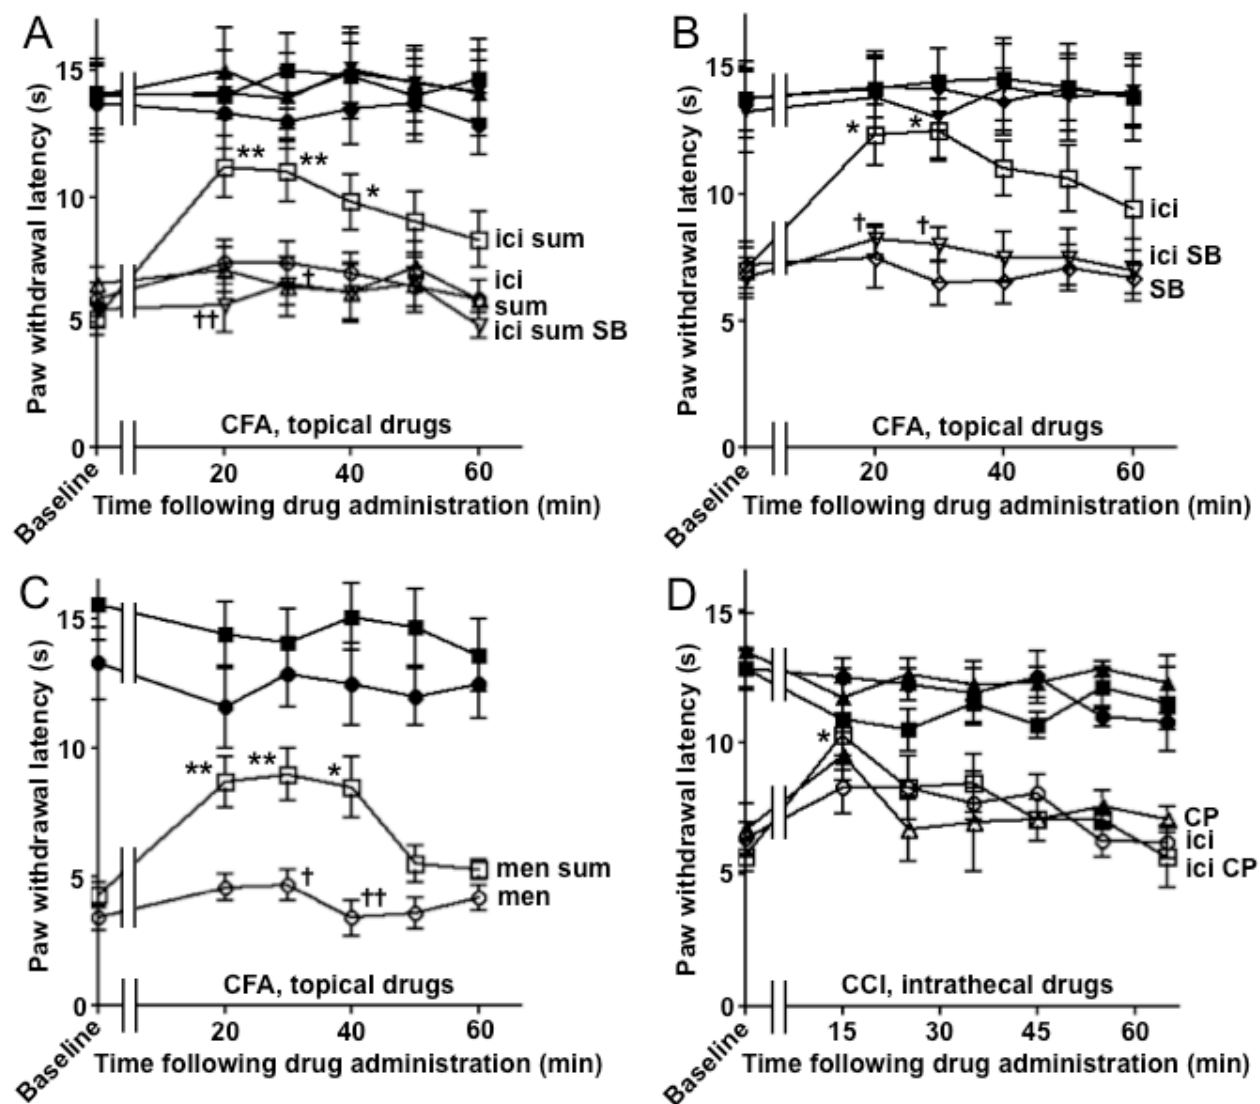 A
Paw withdrawal latency (s)
15
10
5
0
**
**
*
ici sum
ici
sum
ici sum SB
†
††
CFA, topical drugs
Baseline
20
40
60
Time following drug administration (min)
B
Paw withdrawal latency (s)
15
10
5
0
*
*
ici
†
†
ici SB
SB
CFA, topical drugs
Baseline
20
40
60
Time following drug administration (min)
C
Paw withdrawal latency (s)
15
10
5
0
**
**
*
men sum
†
††
men
CFA, topical drugs
Baseline
20
40
60
Time following drug administration (min)
D
Paw withdrawal latency (s)
15
10
5
0
*
CP
ici
ici CP
CCI, intrathecal drugs
Baseline
15
30
45
60
Time following drug administration (min)